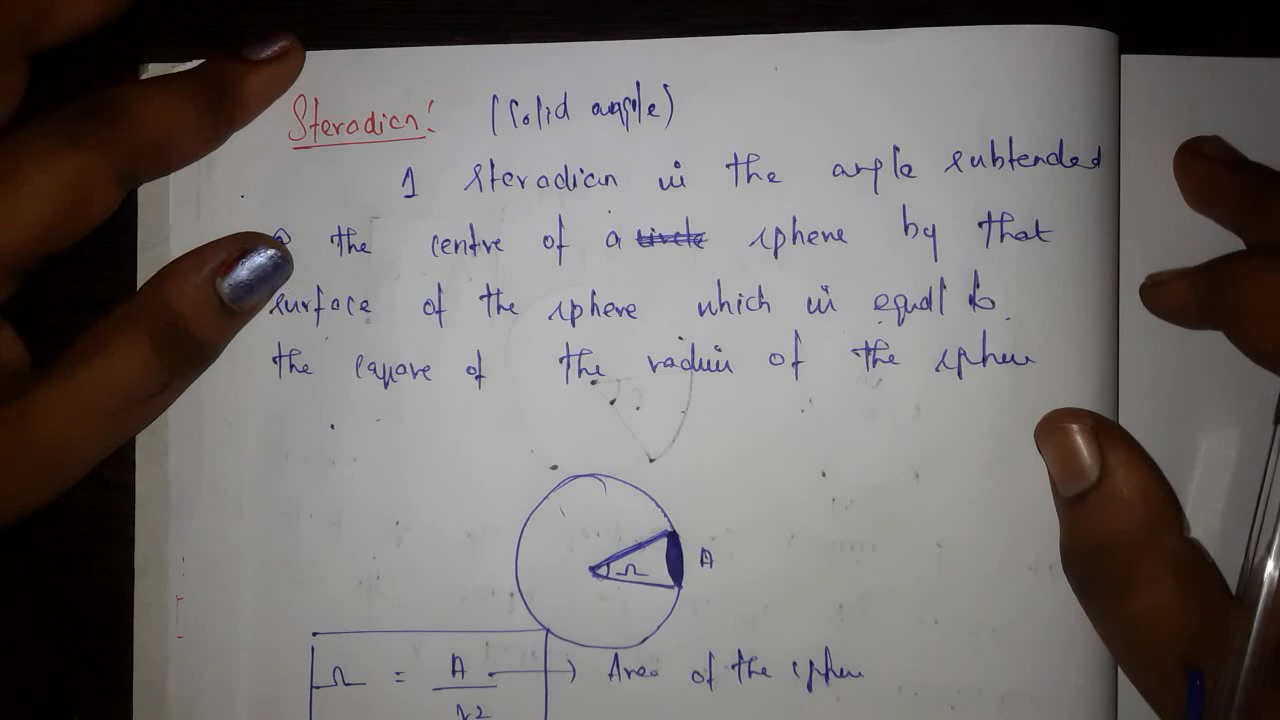 Steradian: (Solid angle)
1 steradian is the angle subtended
@ the centre of a circle sphere by that
surface of the sphere which is equal to
the square of the radius of the sphere
Ω A
Ω = A/r2 → Area of the sphere